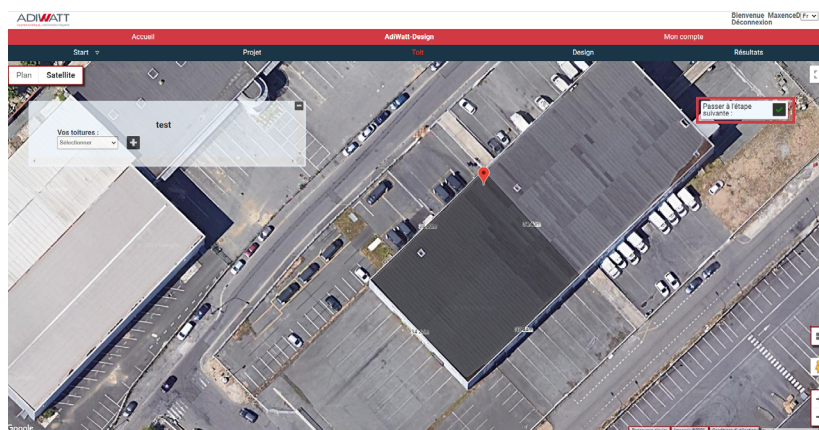 ADIWATT
Bienvenue MaxenceD Fr
Déconnexion
Accueil
AdiWatt-Design
Mon compte
Start ▿
Projet
Toit
Design
Résultats
Plan
Satellite
test
Vos toitures :
Sélectionner
Passer à l'étape
suivante :
Google